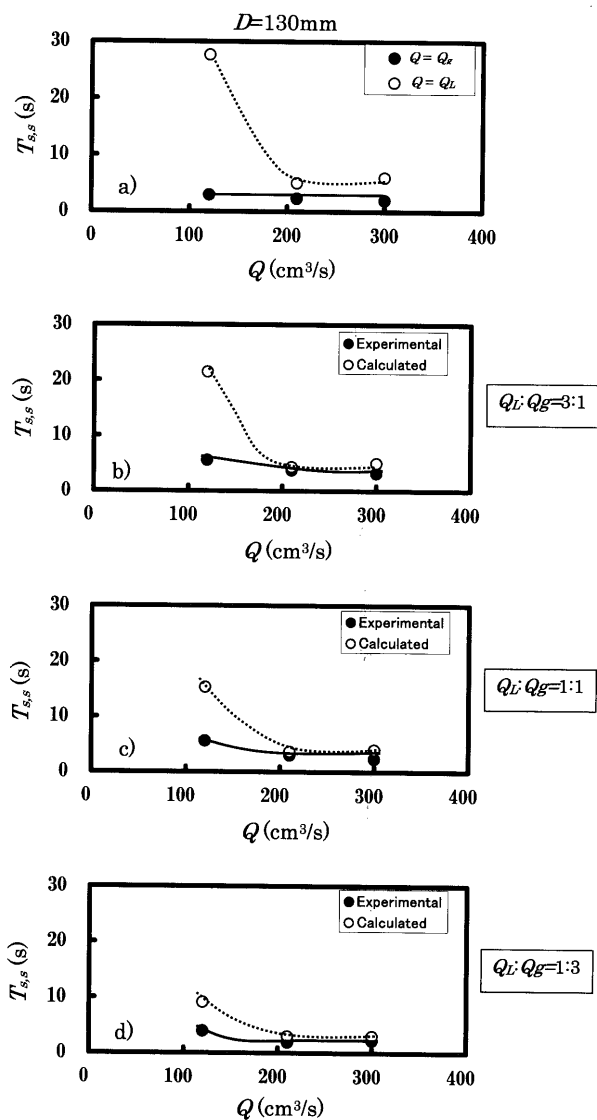 D=130mm
30
20
10
0
T_{s,s} (s)
a)
● Q = Q_g
○ Q = Q_L
0 100 200 300 400
Q (cm³/s)
30
20
10
0
T_{s,s} (s)
b)
● Experimental
○ Calculated
Q_L:Qg=3:1
0 100 200 300 400
Q (cm³/s)
30
20
10
0
T_{s,s} (s)
c)
● Experimental
○ Calculated
Q_L:Qg=1:1
0 100 200 300 400
Q (cm³/s)
30
20
10
0
T_{s,s} (s)
d)
● Experimental
○ Calculated
Q_L:Qg=1:3
0 100 200 300 400
Q (cm³/s)